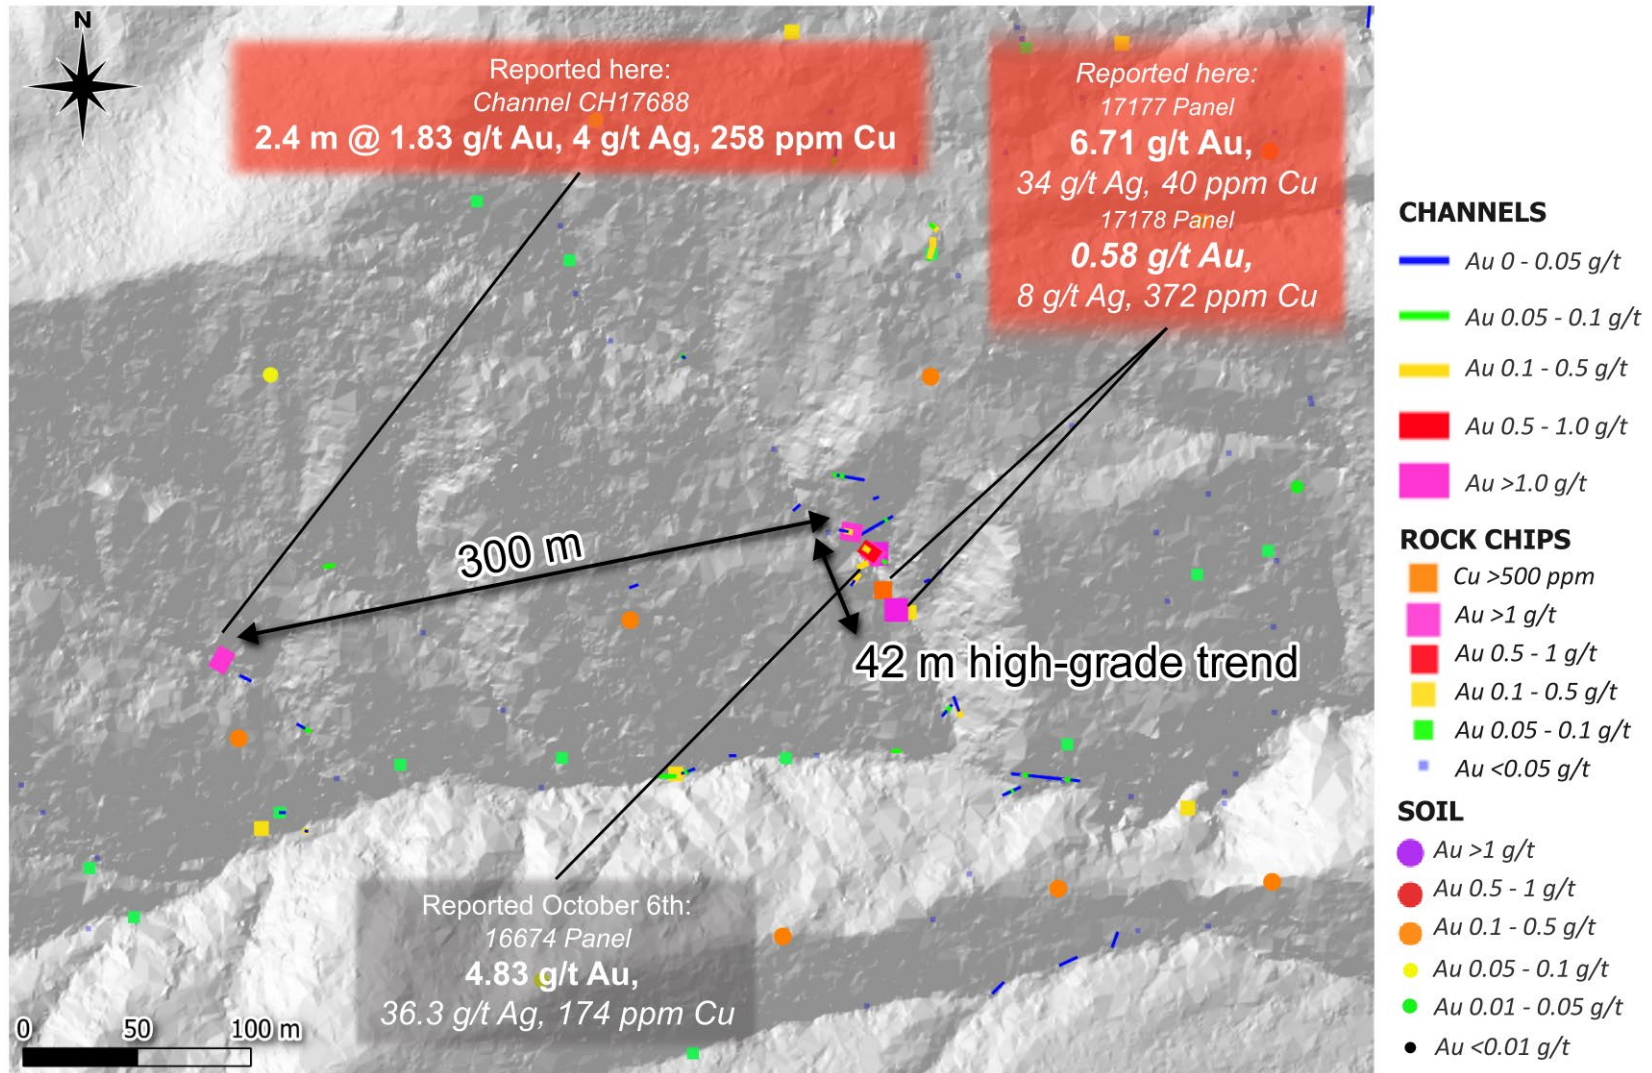 N
Reported here:
Channel CH17688
2.4 m @ 1.83 g/t Au, 4 g/t Ag, 258 ppm Cu
Reported here:
17177 Panel
6.71 g/t Au,
34 g/t Ag, 40 ppm Cu
17178 Panel
0.58 g/t Au,
8 g/t Ag, 372 ppm Cu
300 m
42 m high-grade trend
Reported October 6th:
16674 Panel
4.83 g/t Au,
36.3 g/t Ag, 174 ppm Cu
0 50 100 m
CHANNELS
Au 0 - 0.05 g/t
Au 0.05 - 0.1 g/t
Au 0.1 - 0.5 g/t
Au 0.5 - 1.0 g/t
Au >1.0 g/t
ROCK CHIPS
Cu >500 ppm
Au >1 g/t
Au 0.5 - 1 g/t
Au 0.1 - 0.5 g/t
Au 0.05 - 0.1 g/t
Au <0.05 g/t
SOIL
Au >1 g/t
Au 0.5 - 1 g/t
Au 0.1 - 0.5 g/t
Au 0.05 - 0.1 g/t
Au 0.01 - 0.05 g/t
Au <0.01 g/t